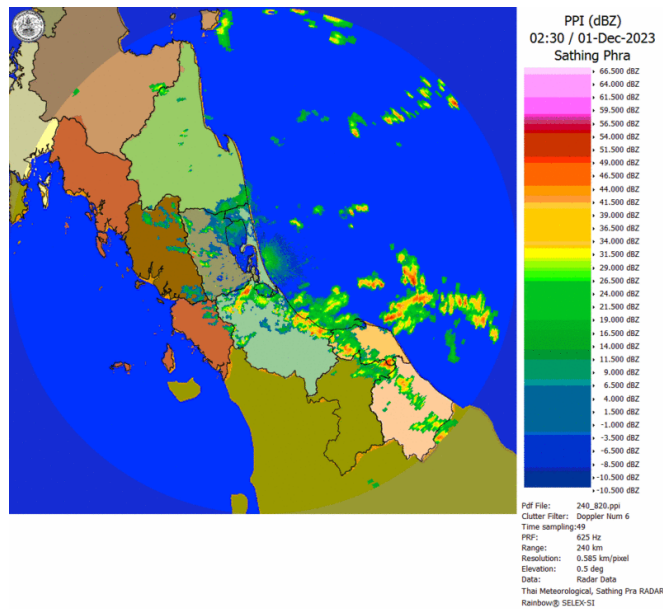 PPI (dBZ)
02:30 / 01-Dec-2023
Sathing Phra
66.500 dBZ
64.000 dBZ
61.500 dBZ
59.500 dBZ
56.500 dBZ
54.000 dBZ
51.500 dBZ
49.000 dBZ
46.500 dBZ
44.000 dBZ
41.500 dBZ
39.000 dBZ
36.500 dBZ
34.000 dBZ
31.500 dBZ
29.000 dBZ
26.500 dBZ
24.000 dBZ
21.500 dBZ
19.000 dBZ
16.500 dBZ
14.000 dBZ
11.500 dBZ
9.000 dBZ
6.500 dBZ
4.000 dBZ
1.500 dBZ
-1.000 dBZ
-3.500 dBZ
-6.500 dBZ
-8.500 dBZ
-10.500 dBZ
-10.500 dBZ
Pdf File: 240_820.ppi
Clutter Filter: Doppler Num 6
Time sampling:49
PRF: 625 Hz
Range: 240 km
Resolution: 0.585 km/pixel
Elevation: 0.5 deg
Data: Radar Data
Thai Meteorological, Sathing Pra RADAR
Rainbow® SELEX-SI